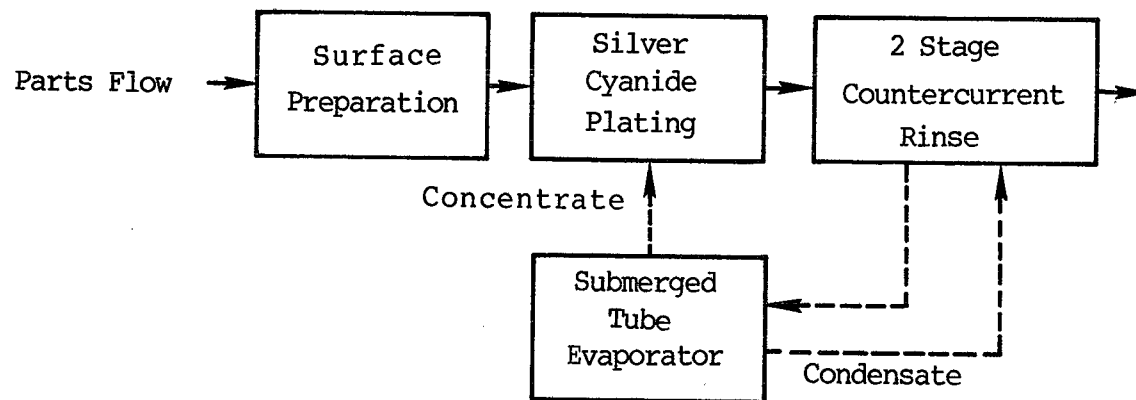 Parts Flow
Surface
Preparation
Silver
Cyanide
Plating
2 Stage
Countercurrent
Rinse
Concentrate
Submerged
Tube
Evaporator
Condensate